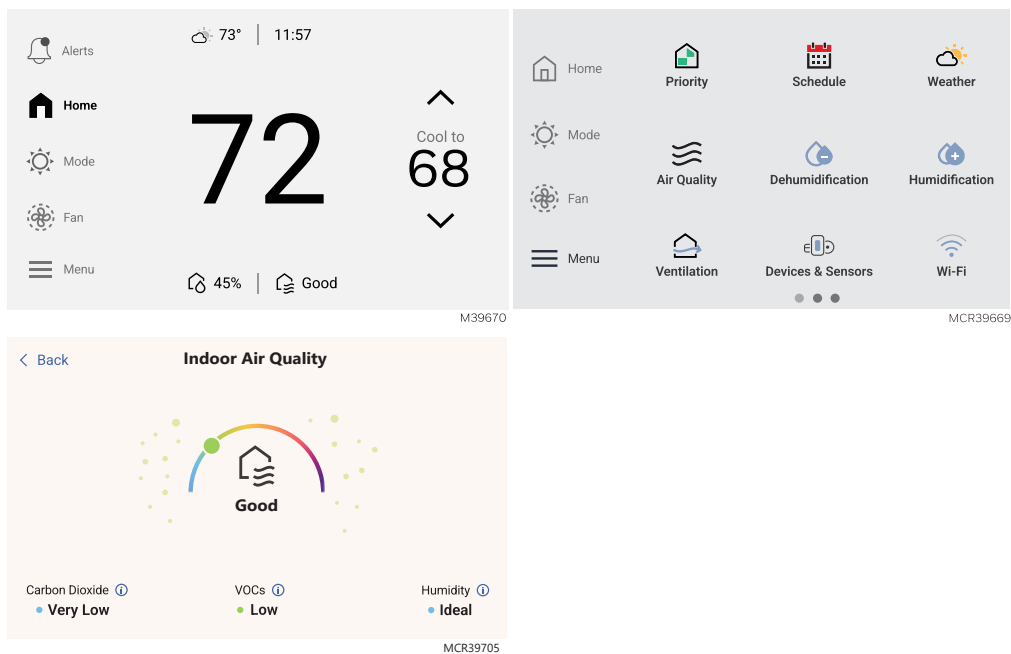 73° 11:57
Alerts
Home
Mode
Fan
Menu
72
Cool to
68
45% Good
M39670
Home
Mode
Fan
Menu
Priority Schedule Weather
Air Quality Dehumidification Humidification
Ventilation Devices & Sensors Wi-Fi
MCR39669
Back Indoor Air Quality
Good
Carbon Dioxide VOCs Humidity
Very Low Low Ideal
MCR39705